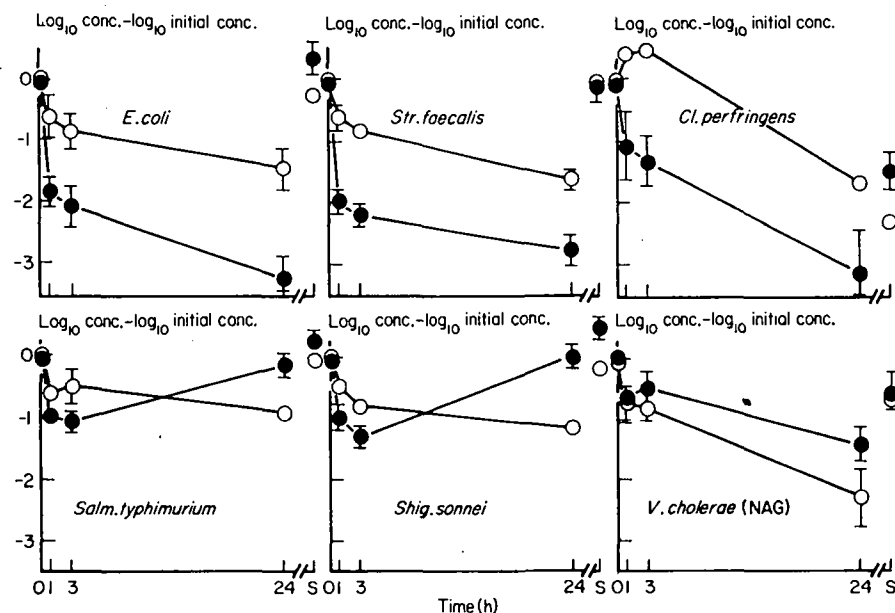 Log10 conc.-log10 initial conc. Log10 conc.-log10 initial conc. Log10 conc.-log10 initial conc.
0
-1
-2
-3
E.coli
Str.faecalis
Cl.perfringens
24
Log10 conc.-log10 initial conc. Log10 conc.-log10 initial conc. Log10 conc.-log10 initial conc.
0
-1
-2
-3
Salm.typhimurium
Shig.sonnei
V.cholerae (NAG)
0 1 3 24 S 0 1 3 24 S 0 1 3 24 S
Time (h)